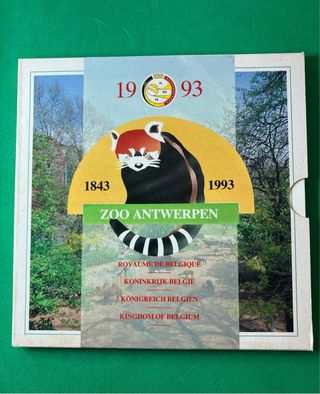 19 93
1843 1993
ZOO ANTWERPEN
ROYAUME DE BELGIQUE
KONINKRIJK BELGIË
KÖNIGREICH BELGIEN
KINGDOM OF BELGIUM